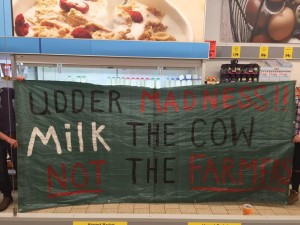 UDDER MADNESS!!
Milk THE COW
NOT THE FARMER